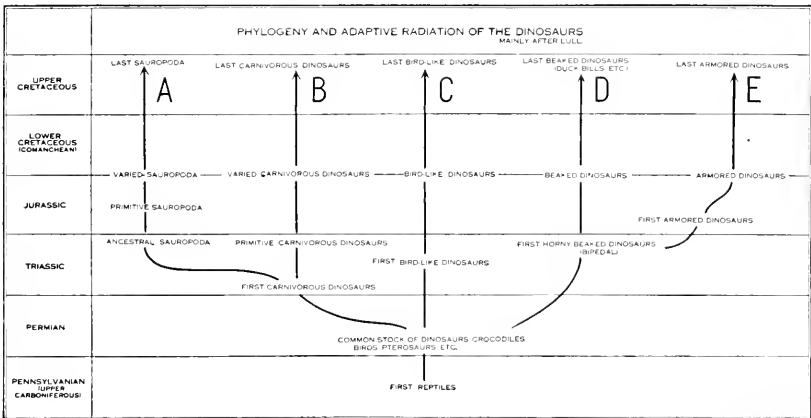 PHYLOGENY AND ADAPTIVE RADIATION OF THE DINOSAURS
MAINLY AFTER LULL
UPPER
CRETACEOUS
LAST SAUROPODA
LAST CARNIVOROUS DINOSAURS
LAST BIRD-LIKE DINOSAURS
LAST BEAKED DINOSAURS
(DUCK BILLS ETC)
LAST ARMORED DINOSAURS
A
B
C
D
E
LOWER
CRETACEOUS
(COMANCHEAN)
VARIED SAUROPODA
VARIED CARNIVOROUS DINOSAURS
BIRD-LIKE DINOSAURS
BEAKED DINOSAURS
ARMORED DINOSAURS
JURASSIC
PRIMITIVE SAUROPODA
FIRST ARMORED DINOSAURS
ANCESTRAL SAUROPODA
PRIMITIVE CARNIVOROUS DINOSAURS
FIRST HORNY BEAKED DINOSAURS
(BIPEDAL)
TRIASSIC
FIRST BIRD-LIKE DINOSAURS
FIRST CARNIVOROUS DINOSAURS
PERMIAN
COMMON STOCK OF DINOSAURS CROCODILES
BIRDS PTEROSAURS ETC.
PENNSYLVANIAN
(UPPER
CARBONIFEROUS)
FIRST REPTILES